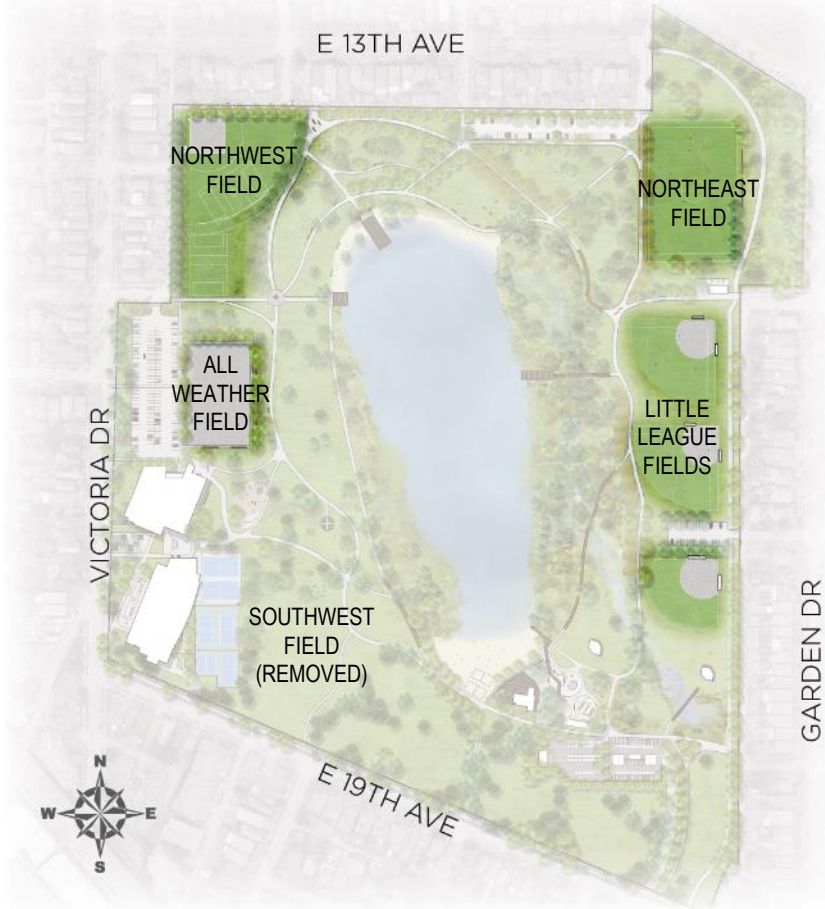 E 13TH AVE
NORTHWEST
FIELD
NORTHEAST
FIELD
ALL
WEATHER
FIELD
LITTLE
LEAGUE
FIELDS
VICTORIA DR
SOUTHWEST
FIELD
(REMOVED)
GARDEN DR
E 19TH AVE
N
W
E
S